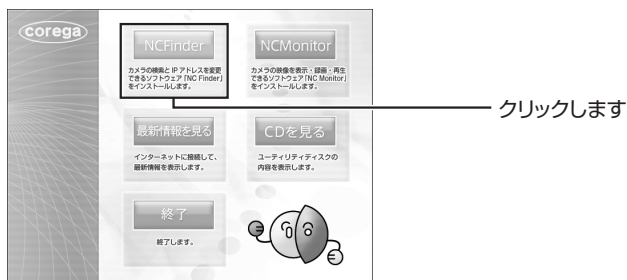 corega
NCFinder
カメラの検索と IP アドレスを変更
できるソフトウェア「NC Finder」
をインストールします。
NCMonitor
カメラの映像を表示・録画・再生
できるソフトウェア「NC Monitor」
をインストールします。
クリックします
最新情報を見る
インターネットに接続して、
最新情報を表示します。
CDを見る
ユーティリティディスクの
内容を表示します。
終了
終了します。